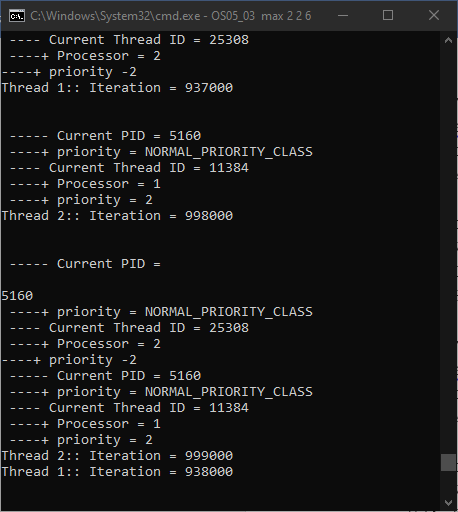 C:\Windows\System32\cmd.exe - OS05_03  max 2 2 6
---- Current Thread ID = 25308
----+ Processor = 2
----+ priority -2
Thread 1:: Iteration = 937000
----- Current PID = 5160
----+ priority = NORMAL_PRIORITY_CLASS
---- Current Thread ID = 11384
----+ Processor = 1
----+ priority = 2
Thread 2:: Iteration = 998000
----- Current PID =
5160
----+ priority = NORMAL_PRIORITY_CLASS
---- Current Thread ID = 25308
----+ Processor = 2
----+ priority -2
----- Current PID = 5160
----+ priority = NORMAL_PRIORITY_CLASS
---- Current Thread ID = 11384
----+ Processor = 1
----+ priority = 2
Thread 2:: Iteration = 999000
Thread 1:: Iteration = 938000